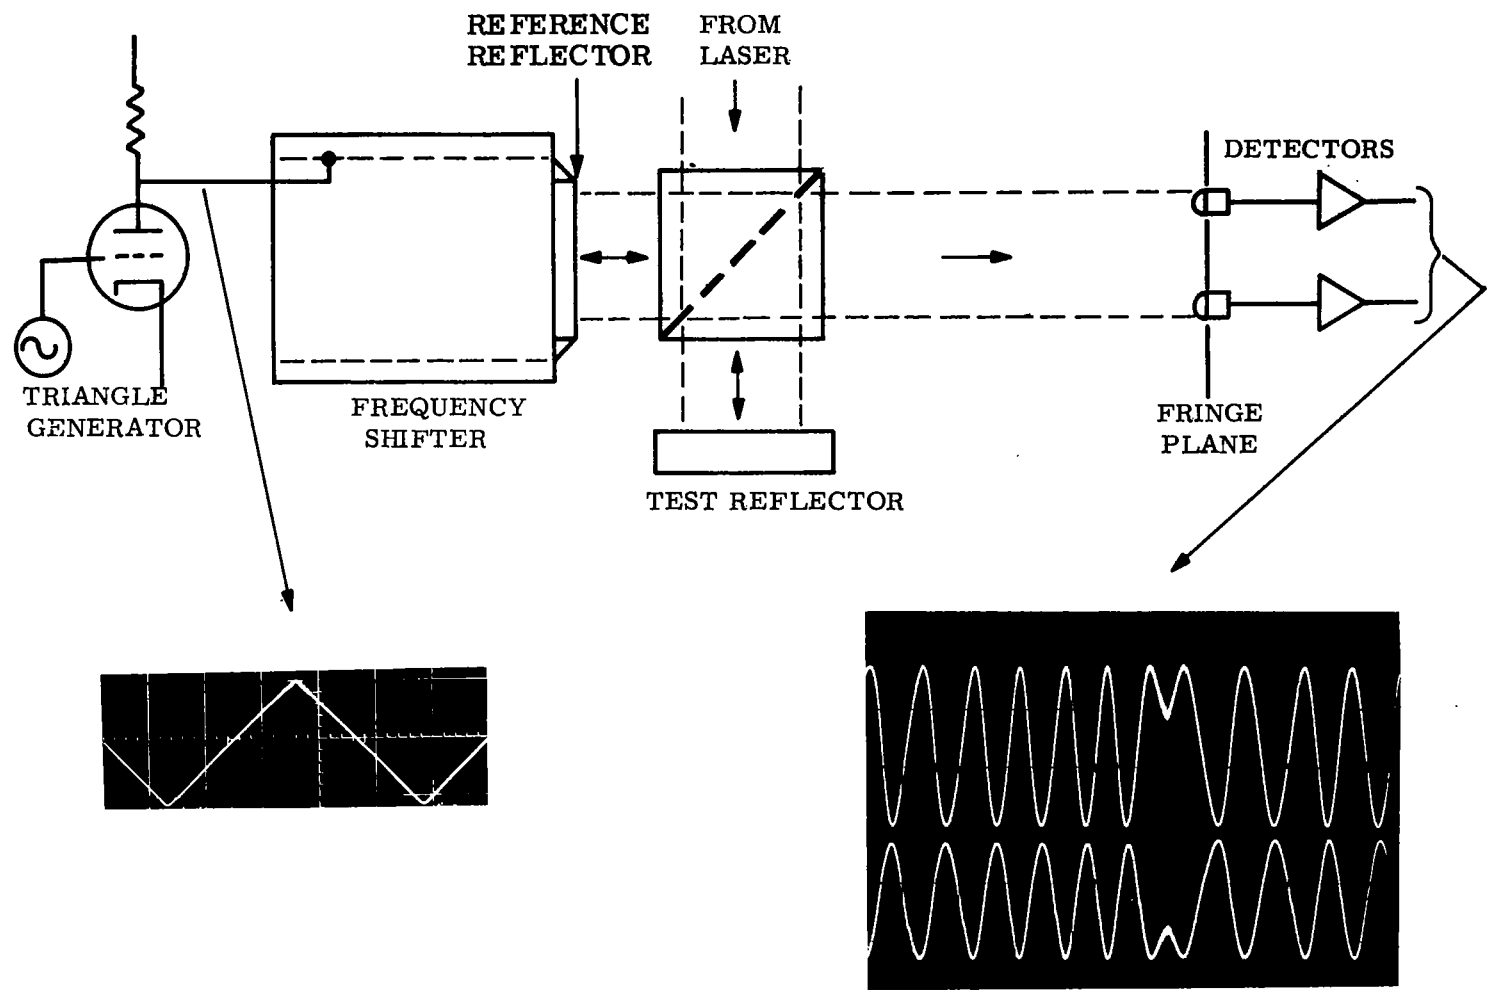 REFERENCE
REFLECTOR
FROM
LASER
DETECTORS
TRIANGLE
GENERATOR
FREQUENCY
SHIFTER
FRINGE
PLANE
TEST REFLECTOR